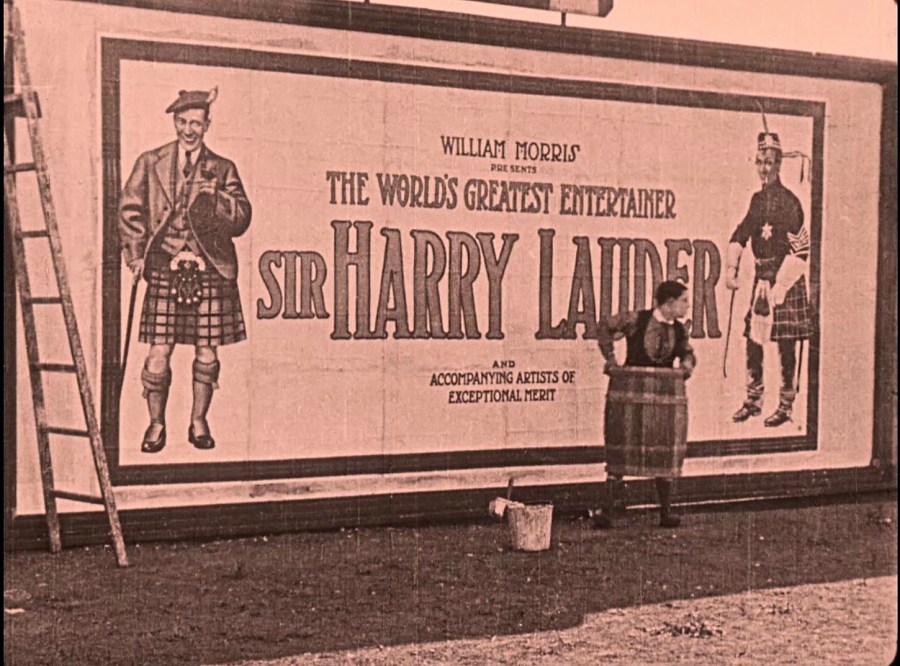 WILLIAM MORRIS
PRESENTS
THE WORLD'S GREATEST ENTERTAINER
SIR HARRY LAUDER
AND
ACCOMPANYING ARTISTS OF
EXCEPTIONAL MERIT